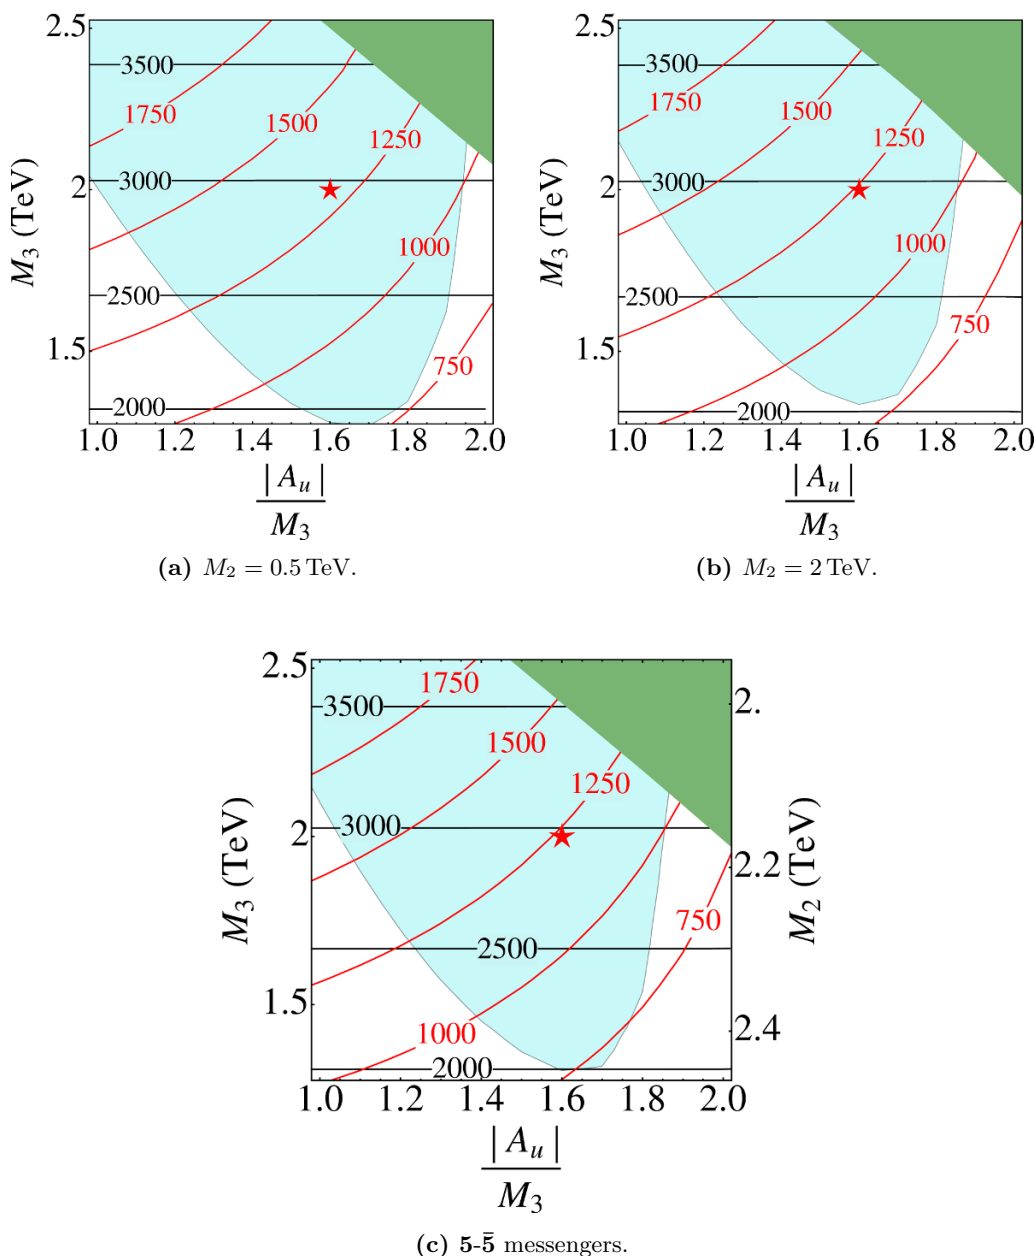 2.5
3500
1750
1500
1250
M₃ (TeV)
2
3000
1000
2500
1.5
750
2000
1.0 1.2 1.4 1.6 1.8 2.0
|A_u|
M₃
(a) M₂ = 0.5 TeV.
2.5
3500
1750
1500
1250
M₃ (TeV)
2
3000
1000
2500
750
1.5
2000
1.0 1.2 1.4 1.6 1.8 2.0
|A_u|
M₃
(b) M₂ = 2 TeV.
2.5
1750
3500
2.
1500
1250
M₃ (TeV)
2
3000
2.2
M₂ (TeV)
750
2500
1.5
1000
2.4
2000
1.0 1.2 1.4 1.6 1.8 2.0
|A_u|
M₃
(c) 5-5̄ messengers.